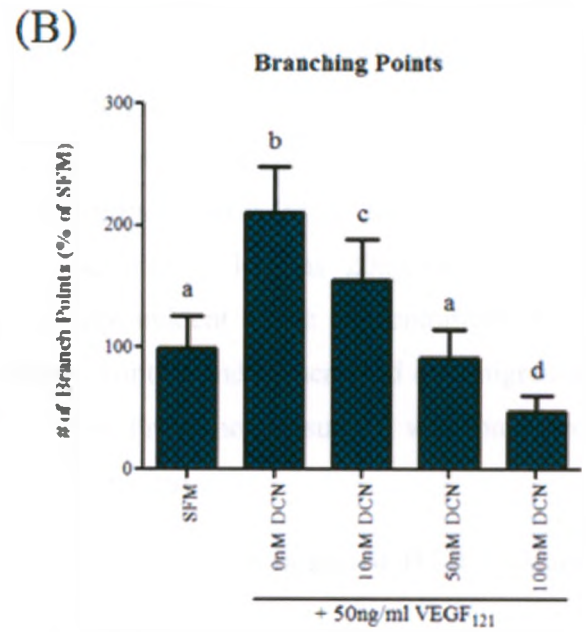 (B)
Branching Points
# of Branch Points (% of SFM)
300
200
100
0
a
b
c
a
d
SFM
0nM DCN
10nM DCN
50nM DCN
100nM DCN
+ 50ng/ml VEGF121